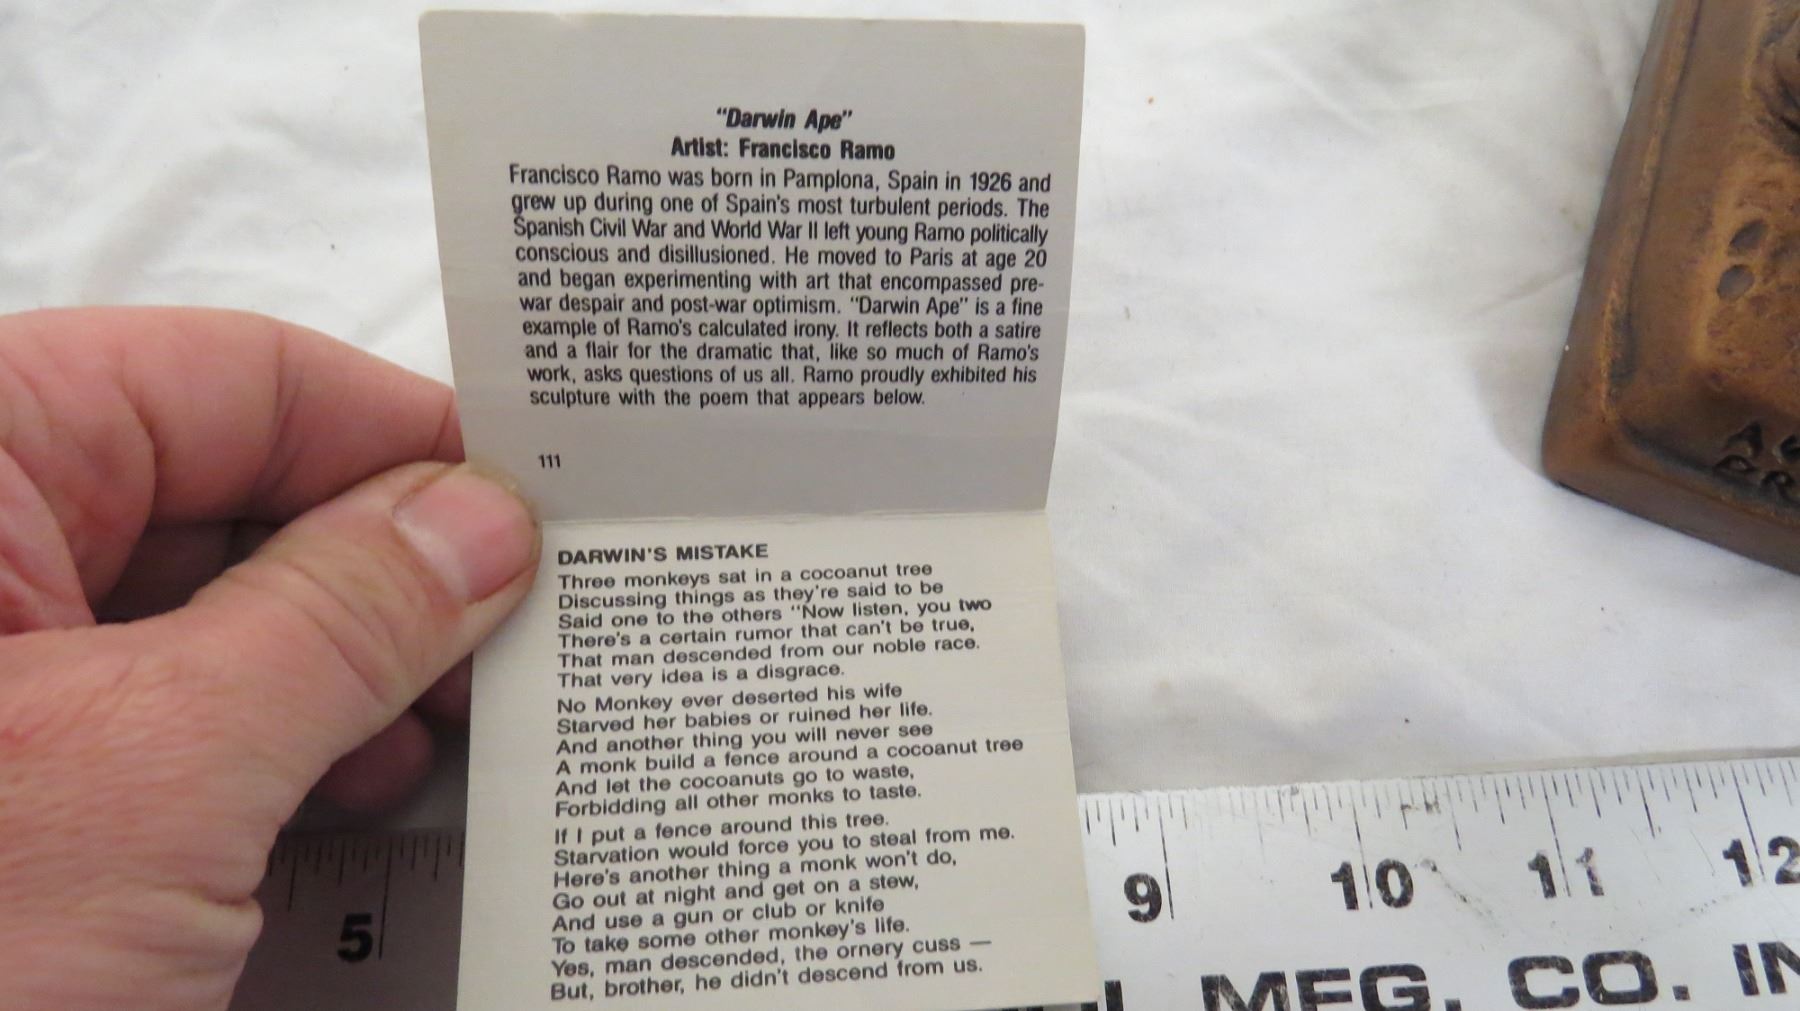 “Darwin Ape”
Artist: Francisco Ramo
Francisco Ramo was born in Pamplona, Spain in 1926 and
grew up during one of Spain's most turbulent periods. The
Spanish Civil War and World War II left young Ramo politically
conscious and disillusioned. He moved to Paris at age 20
and began experimenting with art that encompassed pre-
war despair and post-war optimism. “Darwin Ape” is a fine
example of Ramo's calculated irony. It reflects both a satire
and a flair for the dramatic that, like so much of Ramo's
work, asks questions of us all. Ramo proudly exhibited his
sculpture with the poem that appears below.
111
DARWIN'S MISTAKE
Three monkeys sat in a cocoanut tree
Discussing things as they're said to be
Said one to the others “Now listen, you two
There's a certain rumor that can't be true,
That man descended from our noble race.
That very idea is a disgrace.
No Monkey ever deserted his wife
Starved her babies or ruined her life.
And another thing you will never see
A monk build a fence around a cocoanut tree
And let the cocoanuts go to waste,
Forbidding all other monks to taste.
If I put a fence around this tree.
Starvation would force you to steal from me.
Here's another thing a monk won't do,
Go out at night and get on a stew,
And use a gun or club or knife
To take some other monkey's life.
Yes, man descended, the ornery cuss —
But, brother, he didn't descend from us.
5 9 10 11 12
MFG. CO.